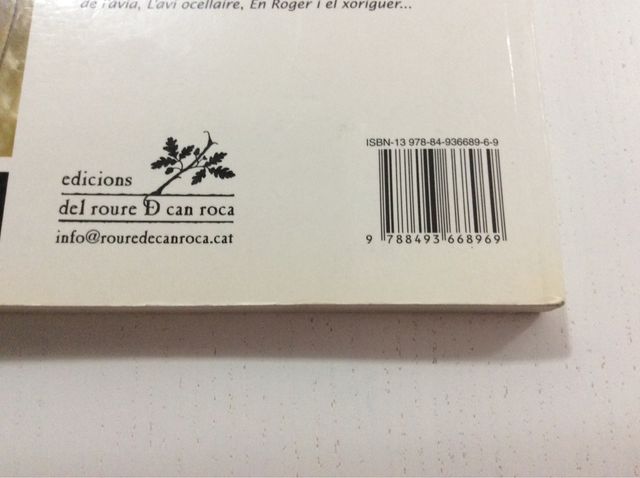 de l'àvia, L'avi ocellaire, En Roger i el xoriguer...
ISBN-13 978-84-936689-6-9
9 788493 668969
edicions
del roure D can roca
info@rouredecanroca.cat